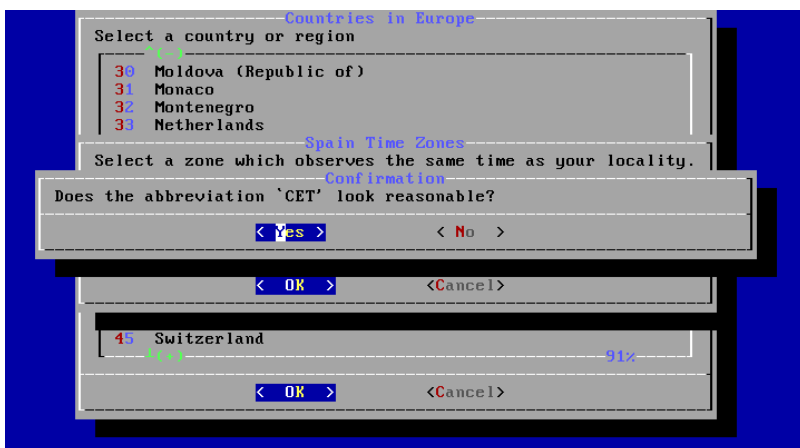 Countries in Europe
Select a country or region
^(-)
30 Moldova (Republic of)
31 Monaco
32 Montenegro
33 Netherlands
Spain Time Zones
Select a zone which observes the same time as your locality.
Confirmation
Does the abbreviation `CET' look reasonable?
< Yes > < No >
< OK > <Cancel>
45 Switzerland
┴(+) 91%
< OK > <Cancel>